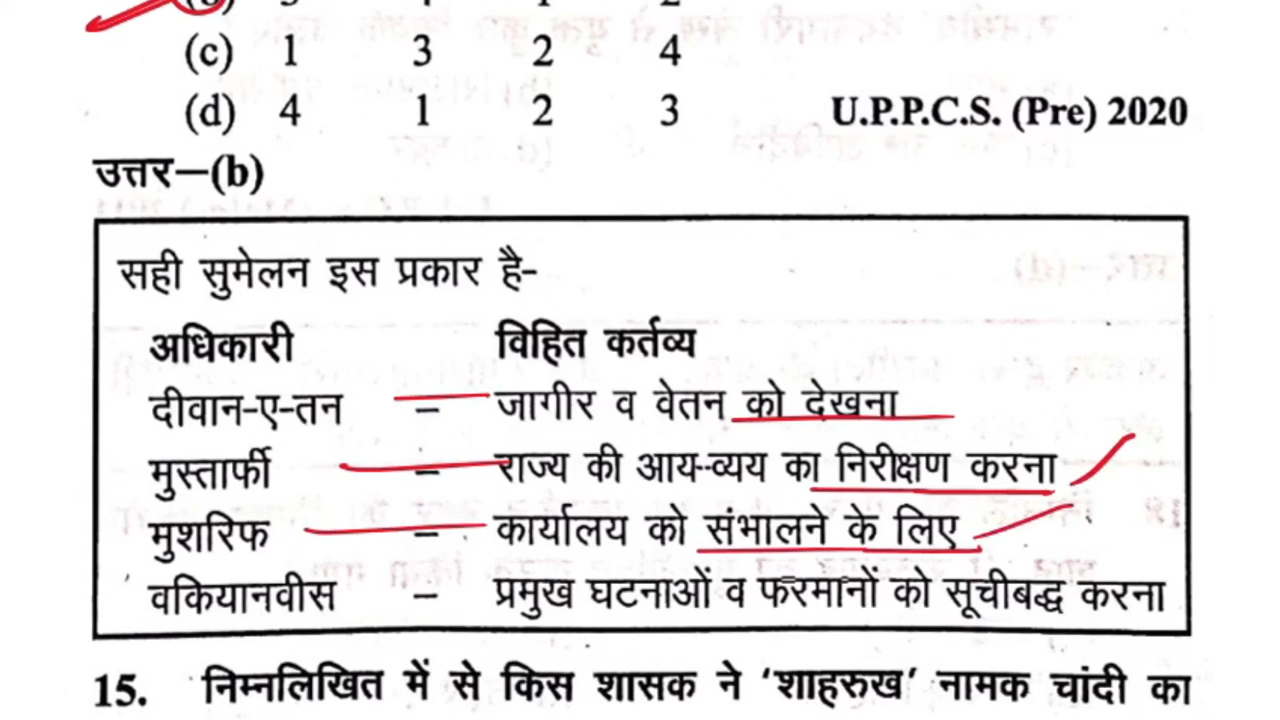 (c) 1 3 2 4
(d) 4 1 2 3 U.P.P.C.S. (Pre) 2020
उत्तर–(b)
सही सुमेलन इस प्रकार है-
अधिकारी विहित कर्तव्य
दीवान-ए-तन – जागीर व वेतन को देखना
मुस्तार्फी – राज्य की आय-व्यय का निरीक्षण करना
मुशरिफ – कार्यालय को संभालने के लिए
वकियानवीस – प्रमुख घटनाओं व फरमानों को सूचीबद्ध करना
15. निम्नलिखित में से किस शासक ने 'शाहरुख' नामक चांदी का